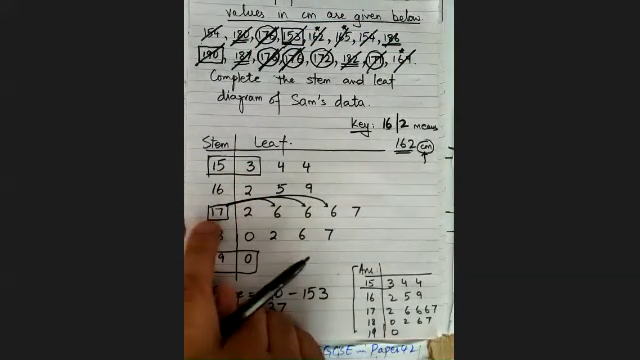 values in cm are given below.
154, 180, 176, 153, 162, 165, 154, 186
190, 187, 176, 176, 172, 182, 177, 169
Complete the stem and leaf
diagram of Sam's data.
Key: 16|2 means
162 cm
Stem Leaf.
15 3 4 4
16 2 5 9
17 2 6 6 6 7
8 0 2 6 7
9 0
- 153
37
Ans
15 3 4 4
16 2 5 9
17 2 6 6 6 7
18 0 2 6 7
19 0